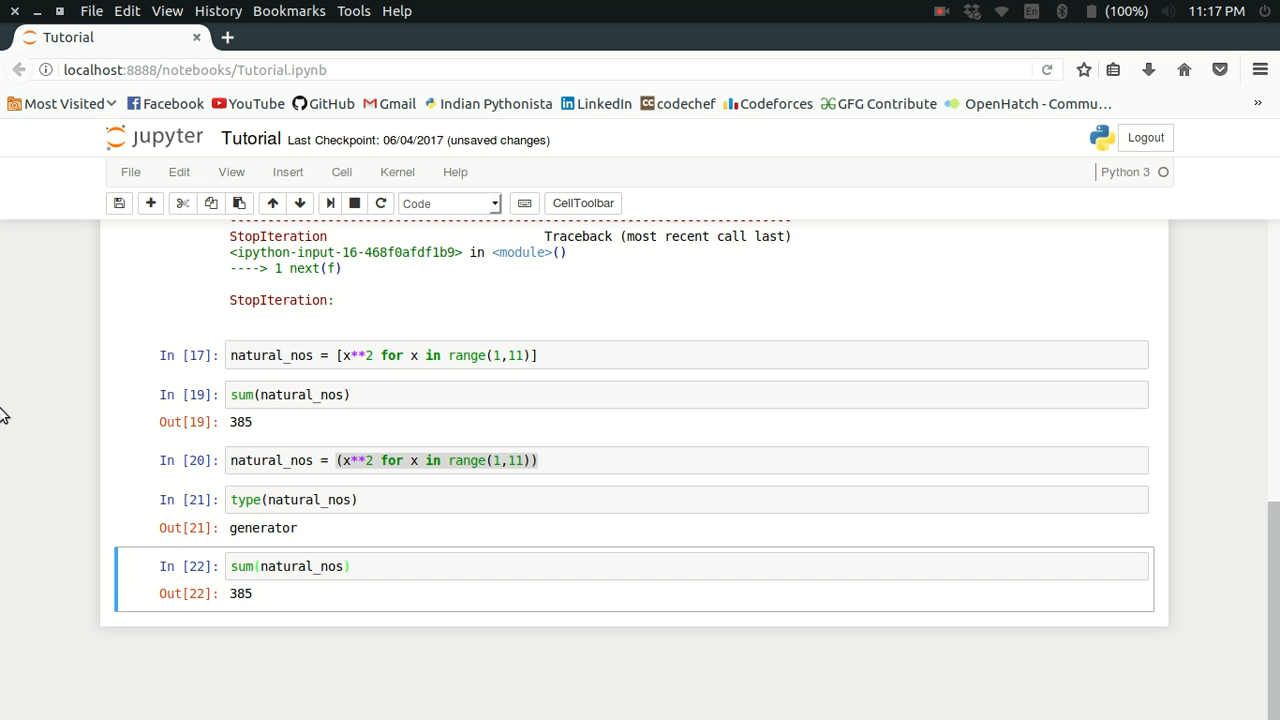 File Edit View History Bookmarks Tools Help
En (100%) 11:17 PM
Tutorial
localhost:8888/notebooks/Tutorial.ipynb
Most Visited Facebook YouTube GitHub Gmail Indian Pythonista LinkedIn codechef Codeforces GFG Contribute OpenHatch - Commu… »
jupyter Tutorial Last Checkpoint: 06/04/2017 (unsaved changes) Logout
File Edit View Insert Cell Kernel Help Python 3
Code CellToolbar
---------------------------------------------------------------------------
StopIteration Traceback (most recent call last)
<ipython-input-16-468f0afdf1b9> in <module>()
----> 1 next(f)
StopIteration:
In [17]: natural_nos = [x**2 for x in range(1,11)]
In [19]: sum(natural_nos)
Out[19]: 385
In [20]: natural_nos = (x**2 for x in range(1,11))
In [21]: type(natural_nos)
Out[21]: generator
In [22]: sum(natural_nos)
Out[22]: 385